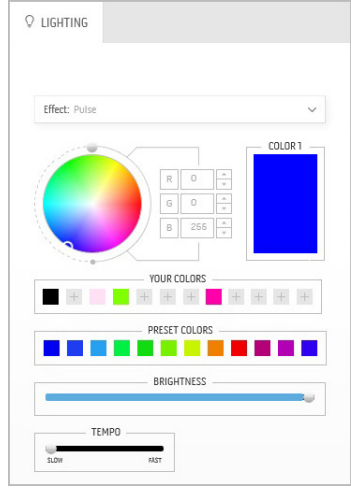 LIGHTING
Effect: Pulse
COLOR 1
R 0
G 0
B 255
YOUR COLORS
+ + + + + + + +
PRESET COLORS
BRIGHTNESS
TEMPO
SLOW FAST